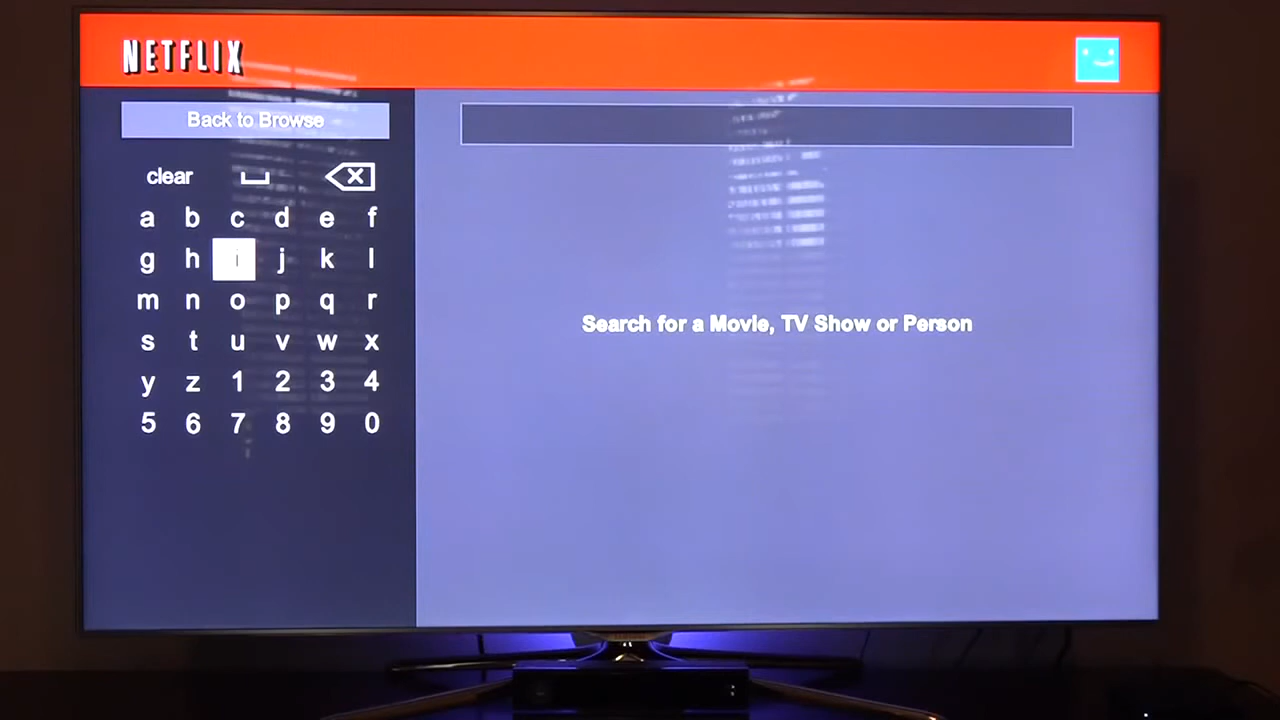 NETFLIX
Back to Browse
clear
a b c d e f
g h i j k l
m n o p q r
s t u v w x
y z 1 2 3 4
5 6 7 8 9 0
Search for a Movie, TV Show or Person